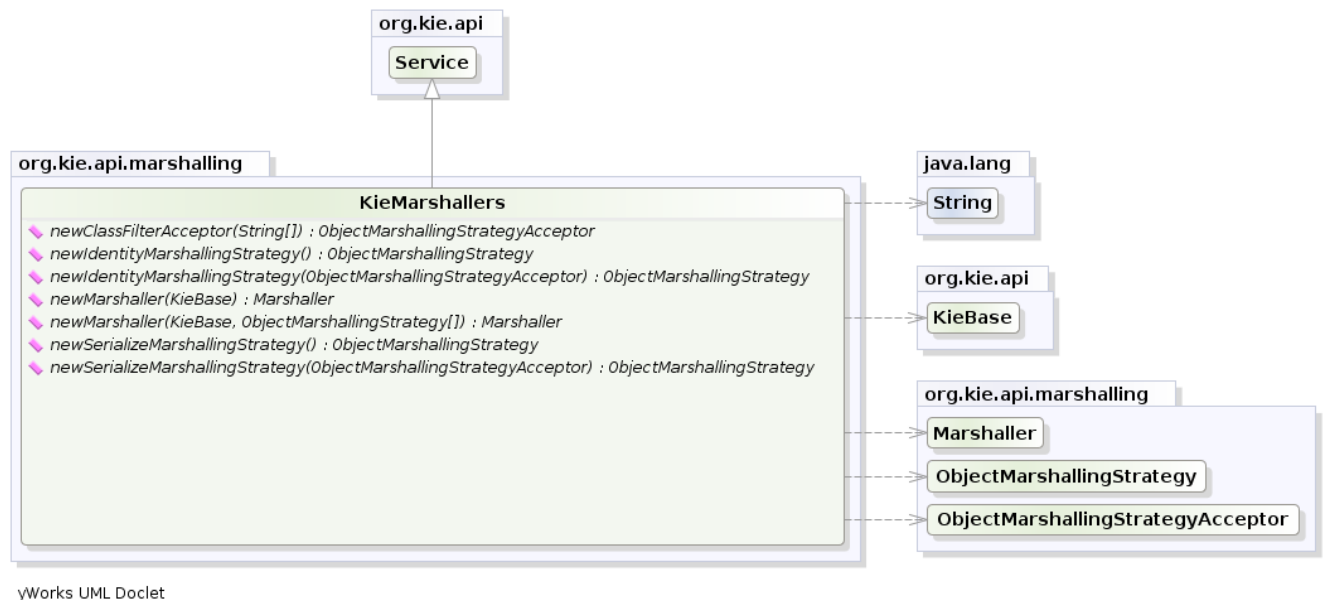 org.kie.api
Service
org.kie.api.marshalling
KieMarshallers
newClassFilterAcceptor(String[]) : ObjectMarshallingStrategyAcceptor
newIdentityMarshallingStrategy() : ObjectMarshallingStrategy
newIdentityMarshallingStrategy(ObjectMarshallingStrategyAcceptor) : ObjectMarshallingStrategy
newMarshaller(KieBase) : Marshaller
newMarshaller(KieBase, ObjectMarshallingStrategy[]) : Marshaller
newSerializeMarshallingStrategy() : ObjectMarshallingStrategy
newSerializeMarshallingStrategy(ObjectMarshallingStrategyAcceptor) : ObjectMarshallingStrategy
java.lang
String
org.kie.api
KieBase
org.kie.api.marshalling
Marshaller
ObjectMarshallingStrategy
ObjectMarshallingStrategyAcceptor
yWorks UML Doclet